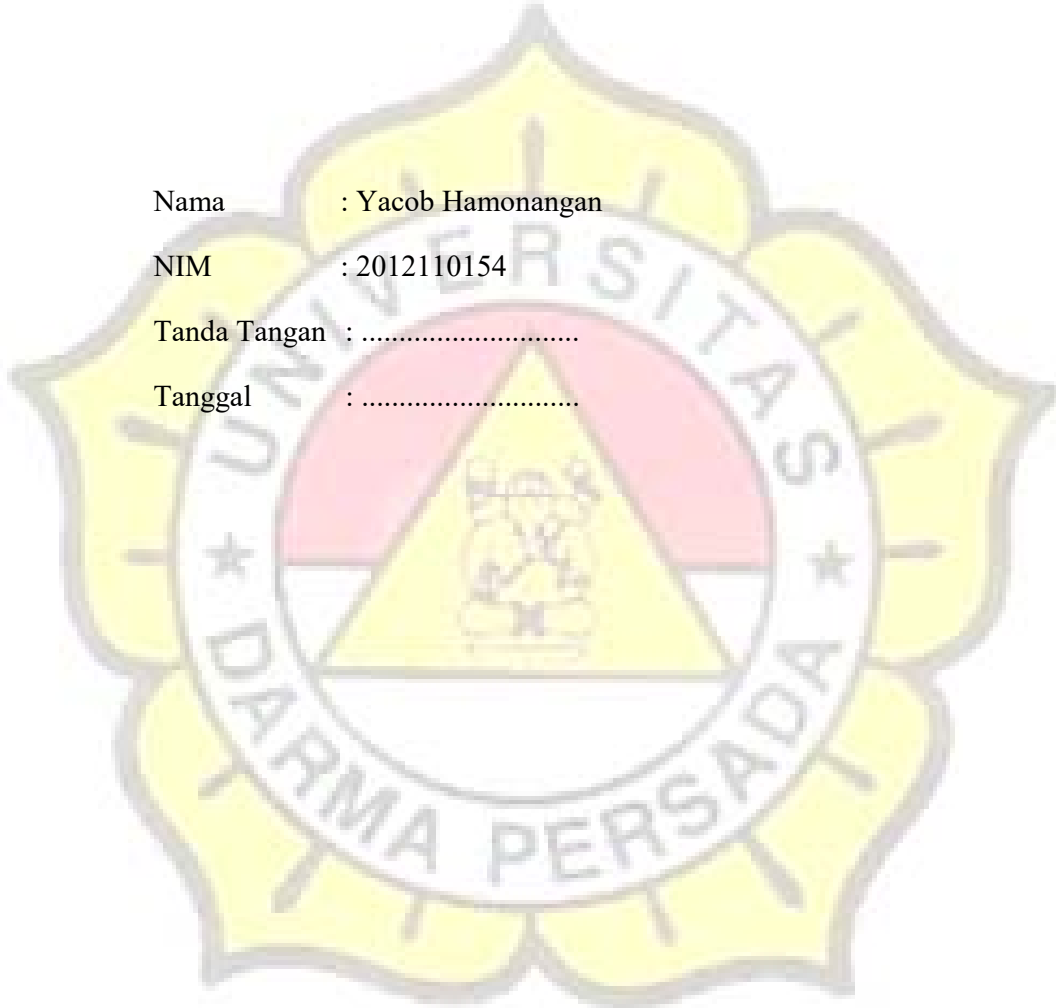 Nama : Yacob Hamonangan
NIM : 2012110154
Tanda Tangan : .............................
Tanggal : .............................
UNIVERSITAS
DARMA PERSADA